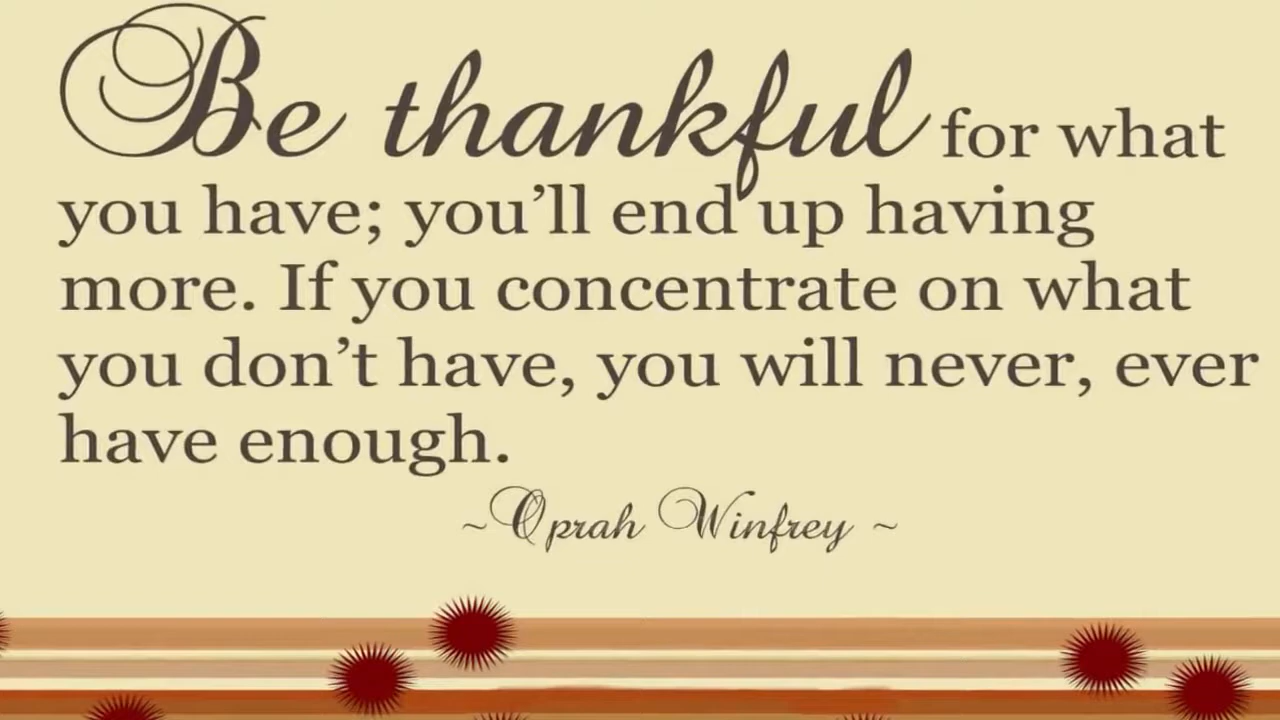 Be thankful for what
you have; you’ll end up having
more. If you concentrate on what
you don’t have, you will never, ever
have enough.
~Oprah Winfrey ~